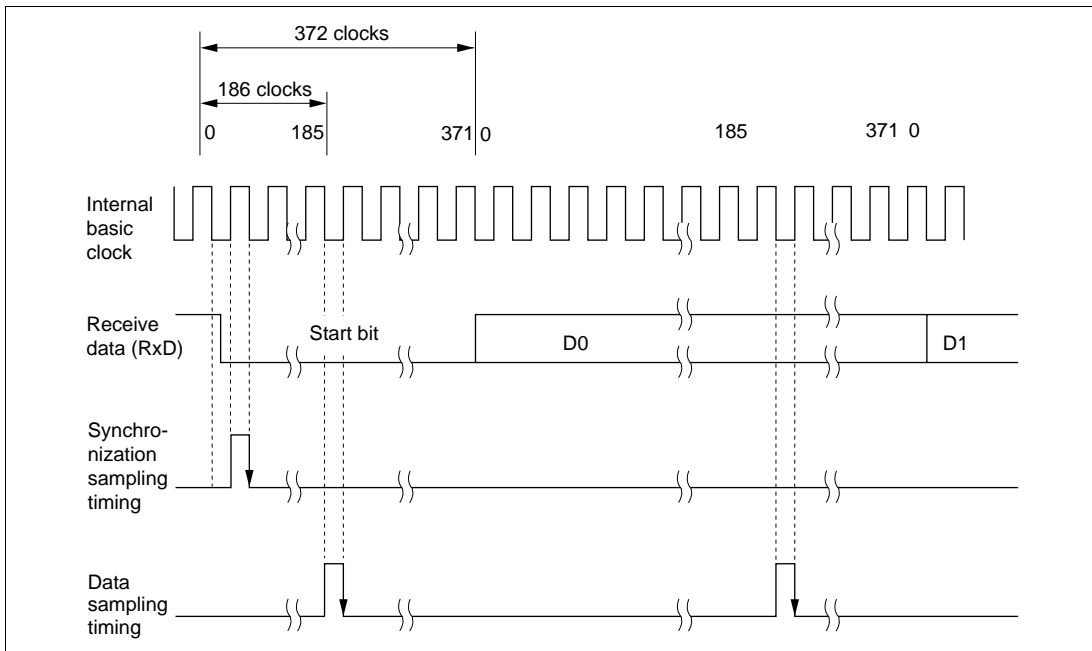 372 clocks
186 clocks
0
185
371 0
185
371 0
Internal
basic
clock
Receive
data (RxD)
Start bit
D0
D1
Synchro-
nization
sampling
timing
Data
sampling
timing